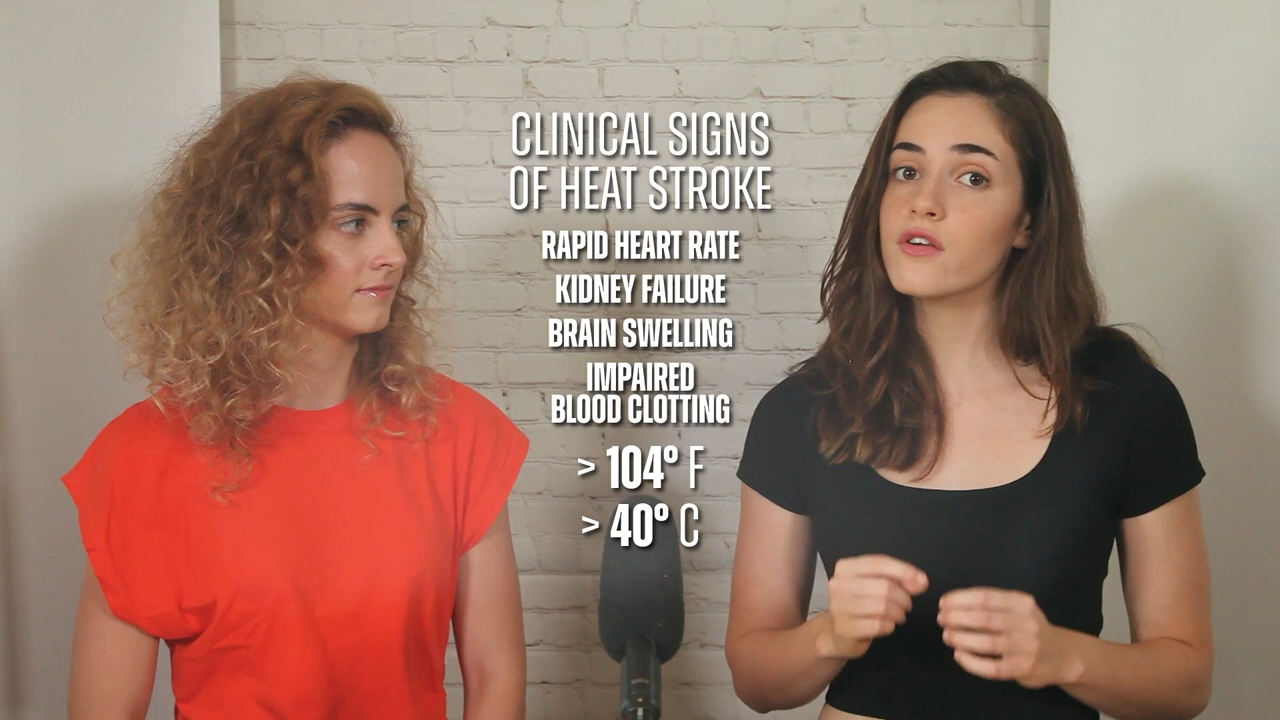 CLINICAL SIGNS
OF HEAT STROKE
RAPID HEART RATE
KIDNEY FAILURE
BRAIN SWELLING
IMPAIRED
BLOOD CLOTTING
> 104° F
> 40° C